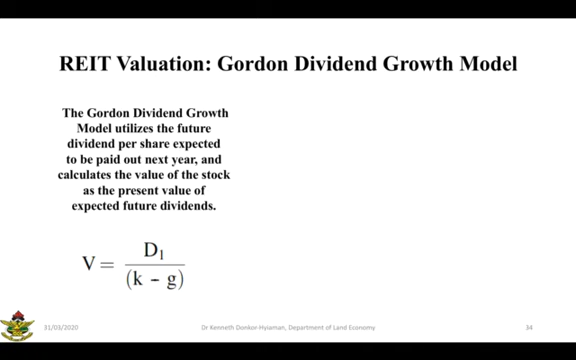 REIT Valuation: Gordon Dividend Growth Model
The Gordon Dividend Growth
Model utilizes the future
dividend per share expected
to be paid out next year, and
calculates the value of the stock
as the present value of
expected future dividends.
V = D₁
(k - g)
31/03/2020 Dr Kenneth Donkor-Hyiaman, Department of Land Economy 34